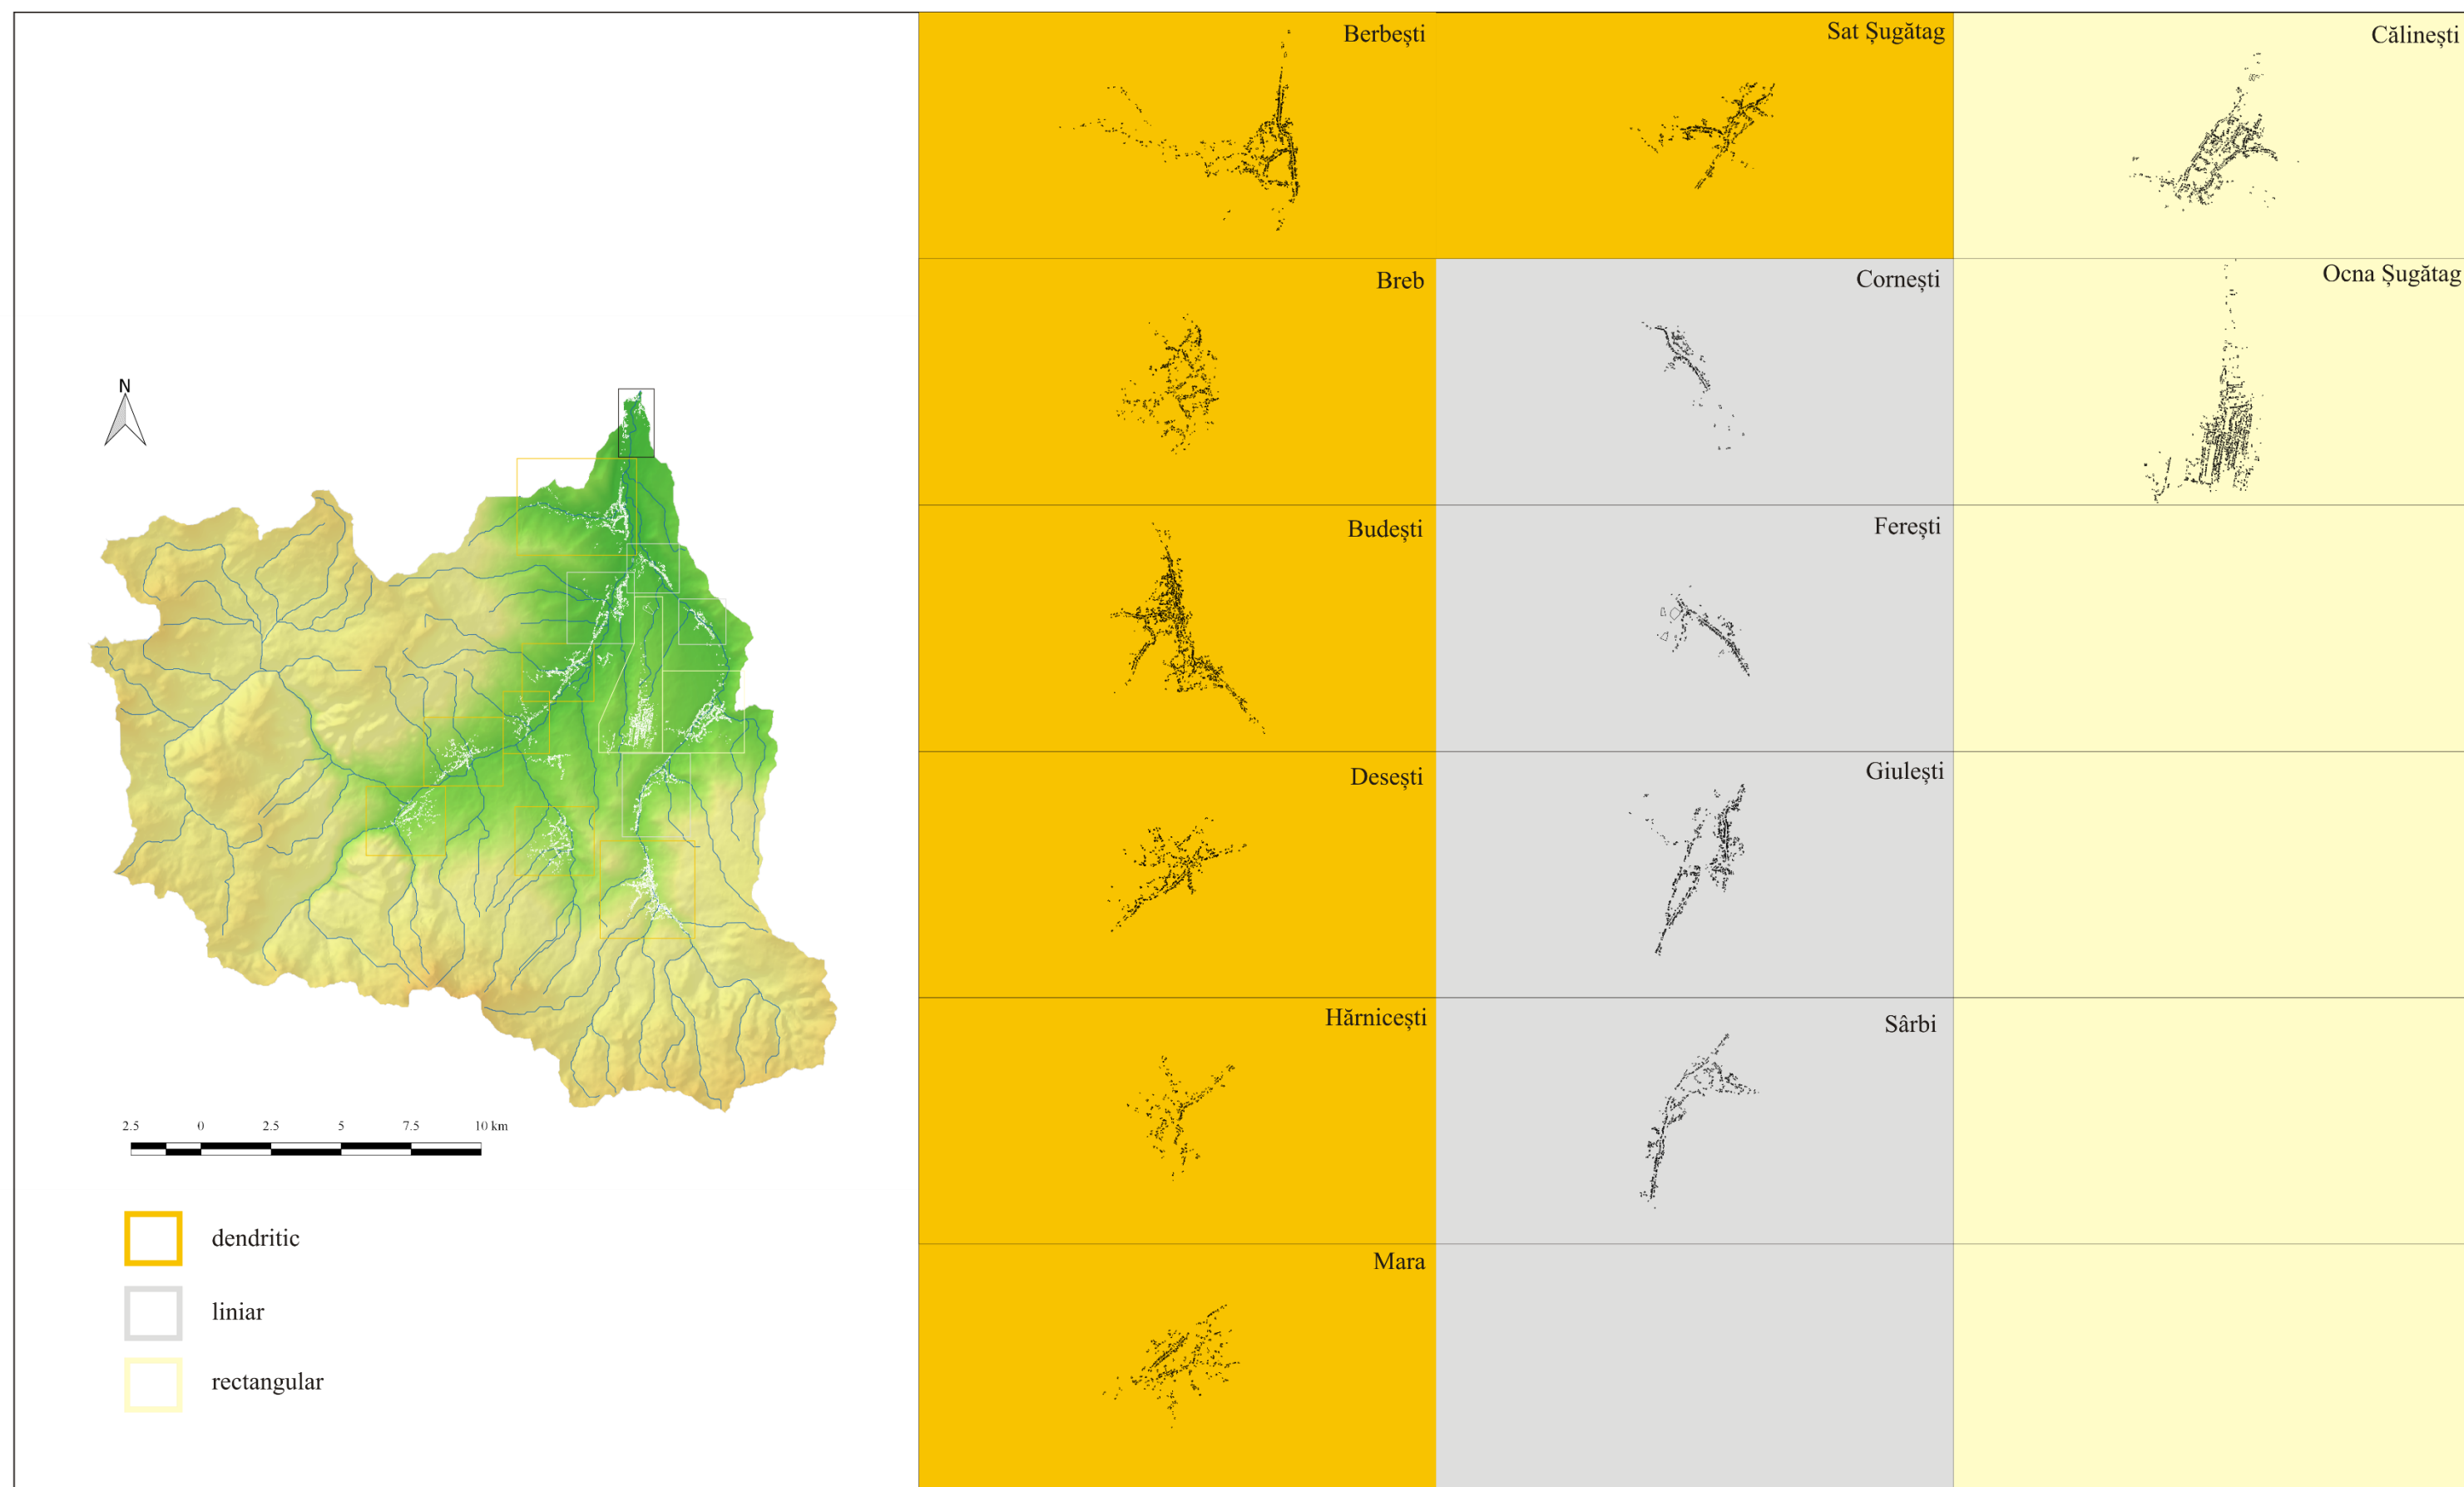 N
2.5 0 2.5 5 7.5 10 km
dendritic
liniar
rectangular
Berbești
Sat Șugătag
Călinești
Breb
Cornești
Ocna Șugătag
Budești
Ferești
Desești
Giulești
Hărnicești
Sârbi
Mara